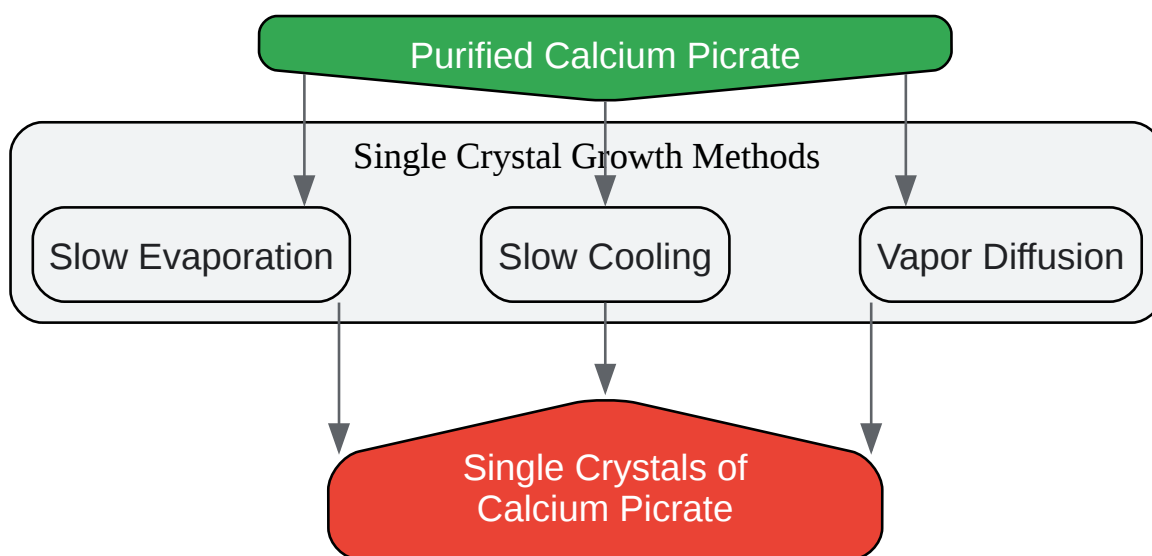 Purified Calcium Picrate
Single Crystal Growth Methods
Slow Evaporation
Slow Cooling
Vapor Diffusion
Single Crystals of
Calcium Picrate